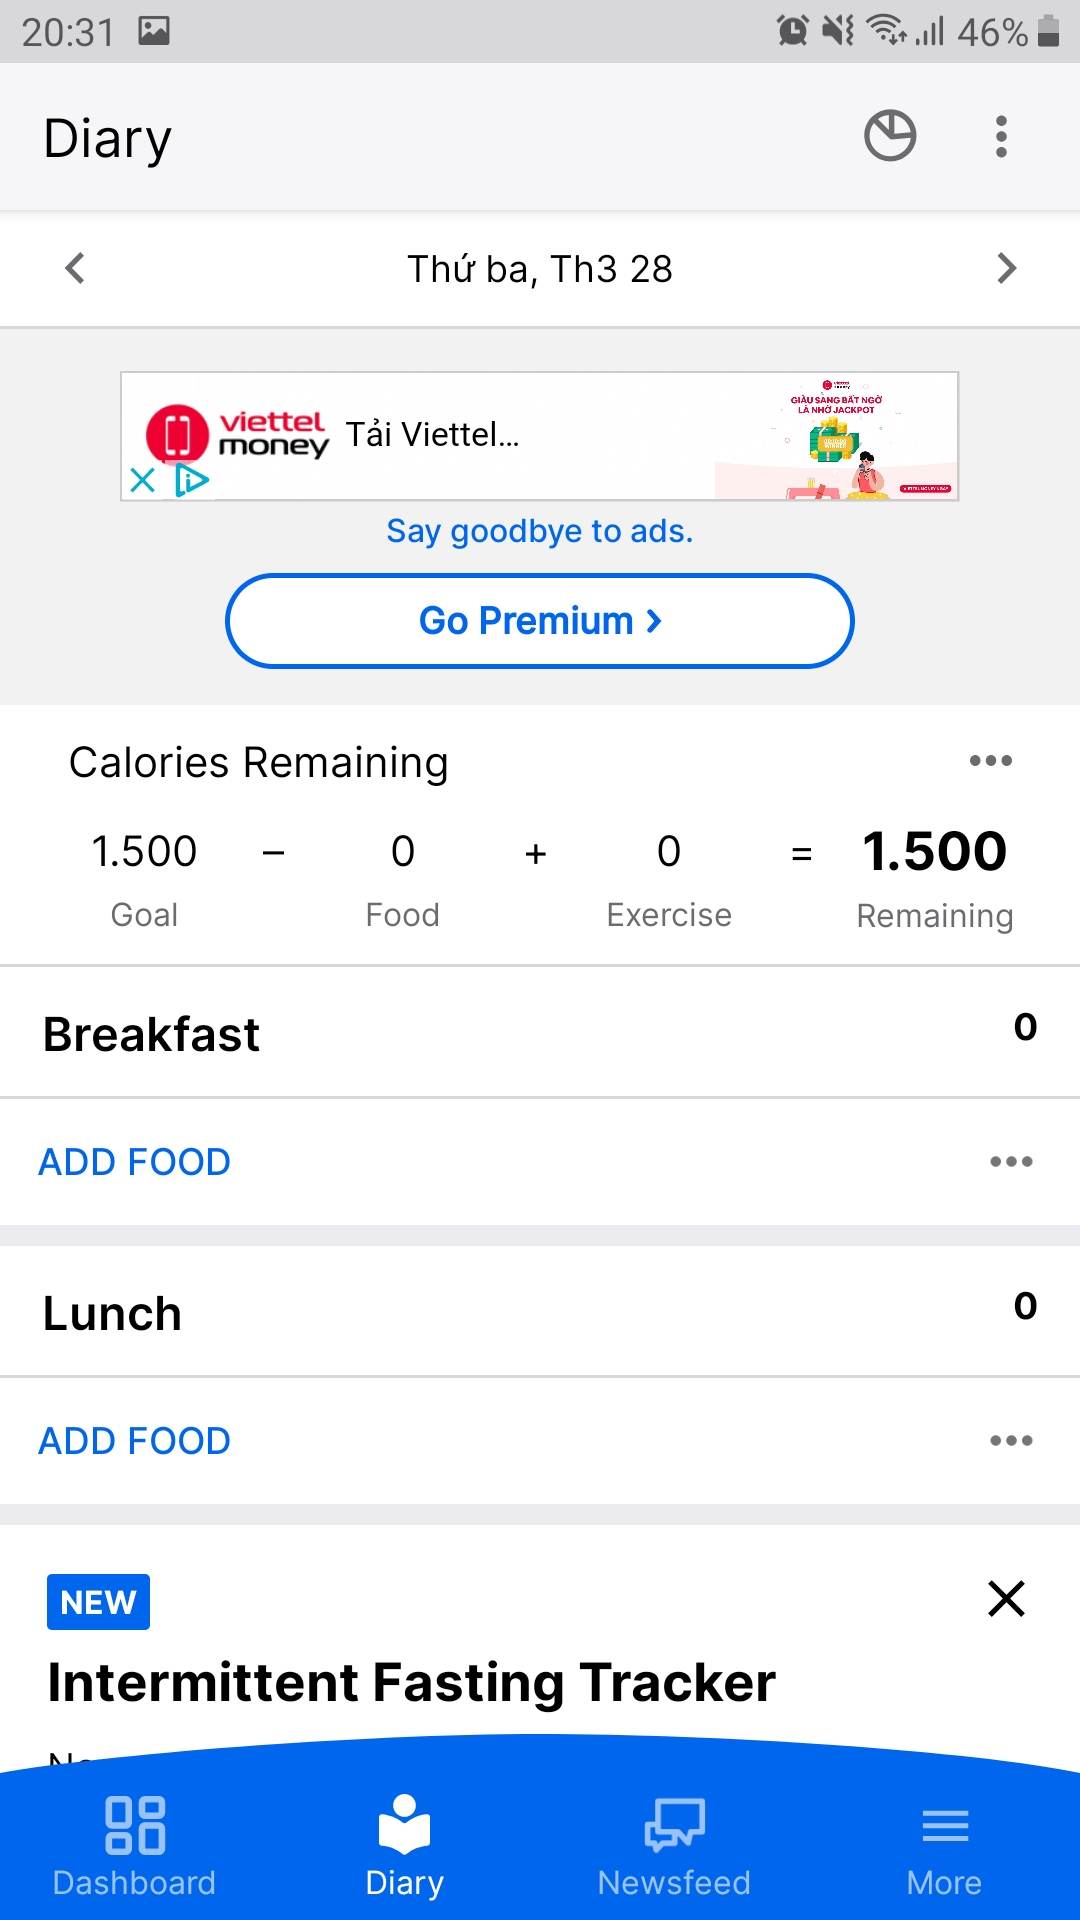 20:31 46%
Diary
Thứ ba, Th3 28
viettel
money
Tải Viettel...
viettel
money
GIÀU SANG BẤT NGỜ
LÀ NHỜ JACKPOT
Say goodbye to ads.
Go Premium >
Calories Remaining
1.500 – 0 + 0 = 1.500
Goal Food Exercise Remaining
Breakfast 0
ADD FOOD
Lunch 0
ADD FOOD
NEW
Intermittent Fasting Tracker
Dashboard Diary Newsfeed More